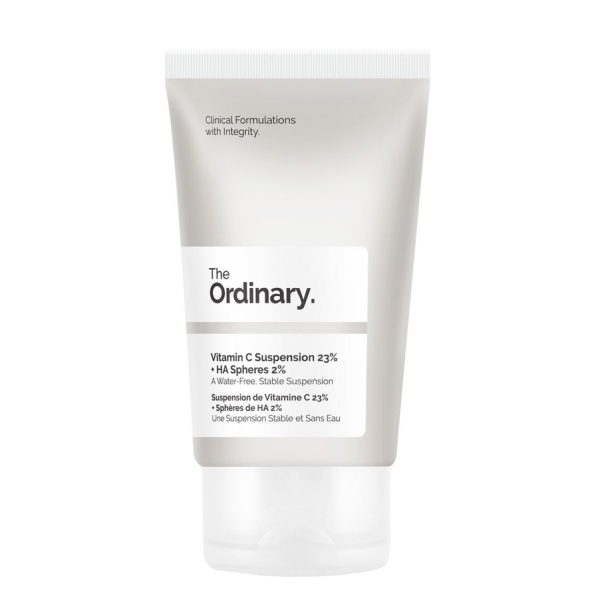 Clinical Formulations
with Integrity.
The
Ordinary.
Vitamin C Suspension 23%
+ HA Spheres 2%
A Water-Free, Stable Suspension
Suspension de Vitamine C 23%
+ Sphères de HA 2%
Une Suspension Stable et Sans Eau